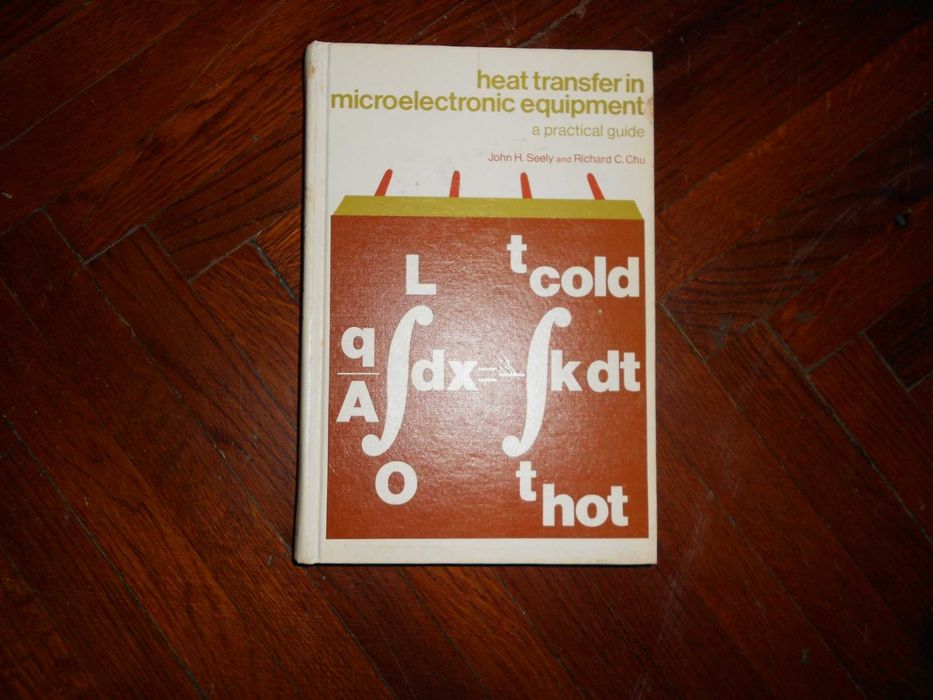 heat transfer in
microelectronic equipment
a practical guide
John H. Seely and Richard C. Chu
L
t cold
q
A
∫dx=-∫k dt
O
t hot